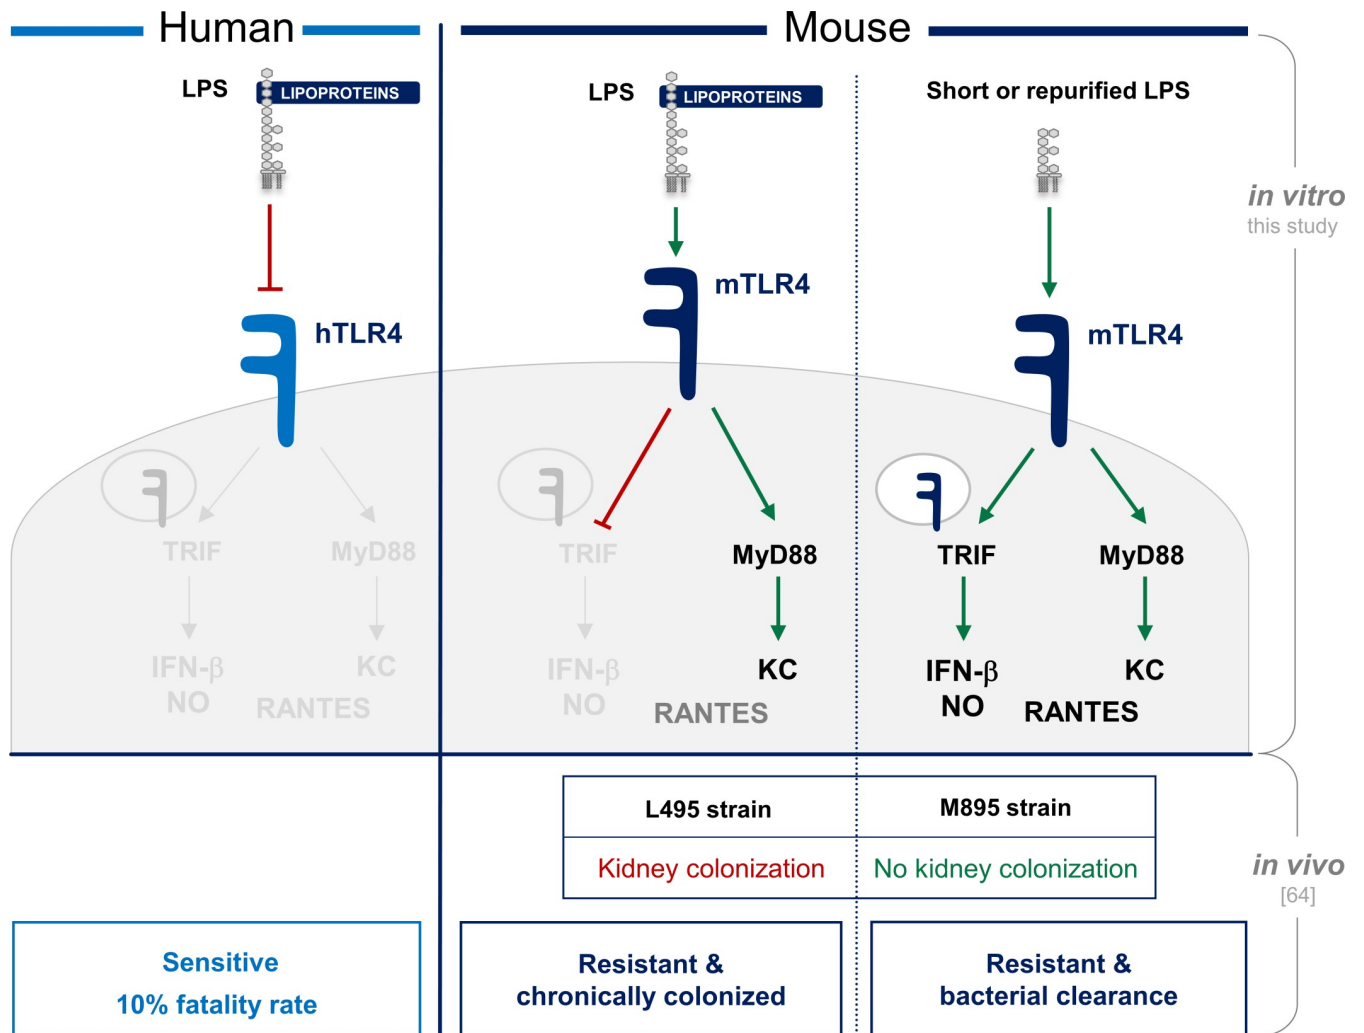 Human
Mouse
LPS
LIPOPROTEINS
LPS
LIPOPROTEINS
Short or repurified LPS
in vitro
this study
hTLR4
mTLR4
mTLR4
TRIF
MyD88
IFN-β
NO
KC
RANTES
TRIF
MyD88
IFN-β
NO
KC
RANTES
TRIF
MyD88
IFN-β
NO
KC
RANTES
L495 strain
M895 strain
Kidney colonization
No kidney colonization
in vivo
[64]
Sensitive
10% fatality rate
Resistant &
chronically colonized
Resistant &
bacterial clearance